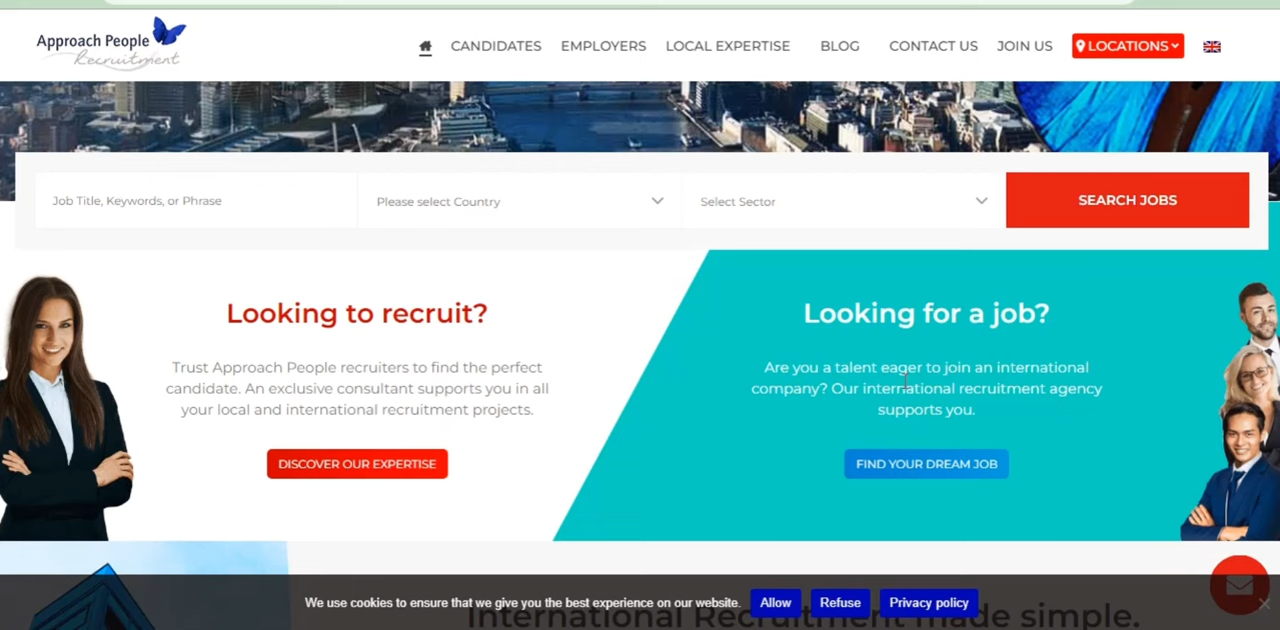 Approach People
Recruitment
CANDIDATES EMPLOYERS LOCAL EXPERTISE BLOG CONTACT US JOIN US LOCATIONS
Job Title, Keywords, or Phrase Please select Country Select Sector SEARCH JOBS
Looking to recruit?
Trust Approach People recruiters to find the perfect
candidate. An exclusive consultant supports you in all
your local and international recruitment projects.
DISCOVER OUR EXPERTISE
Looking for a job?
Are you a talent eager to join an international
company? Our international recruitment agency
supports you.
FIND YOUR DREAM JOB
International Recruitment made simple.
We use cookies to ensure that we give you the best experience on our website. Allow Refuse Privacy policy